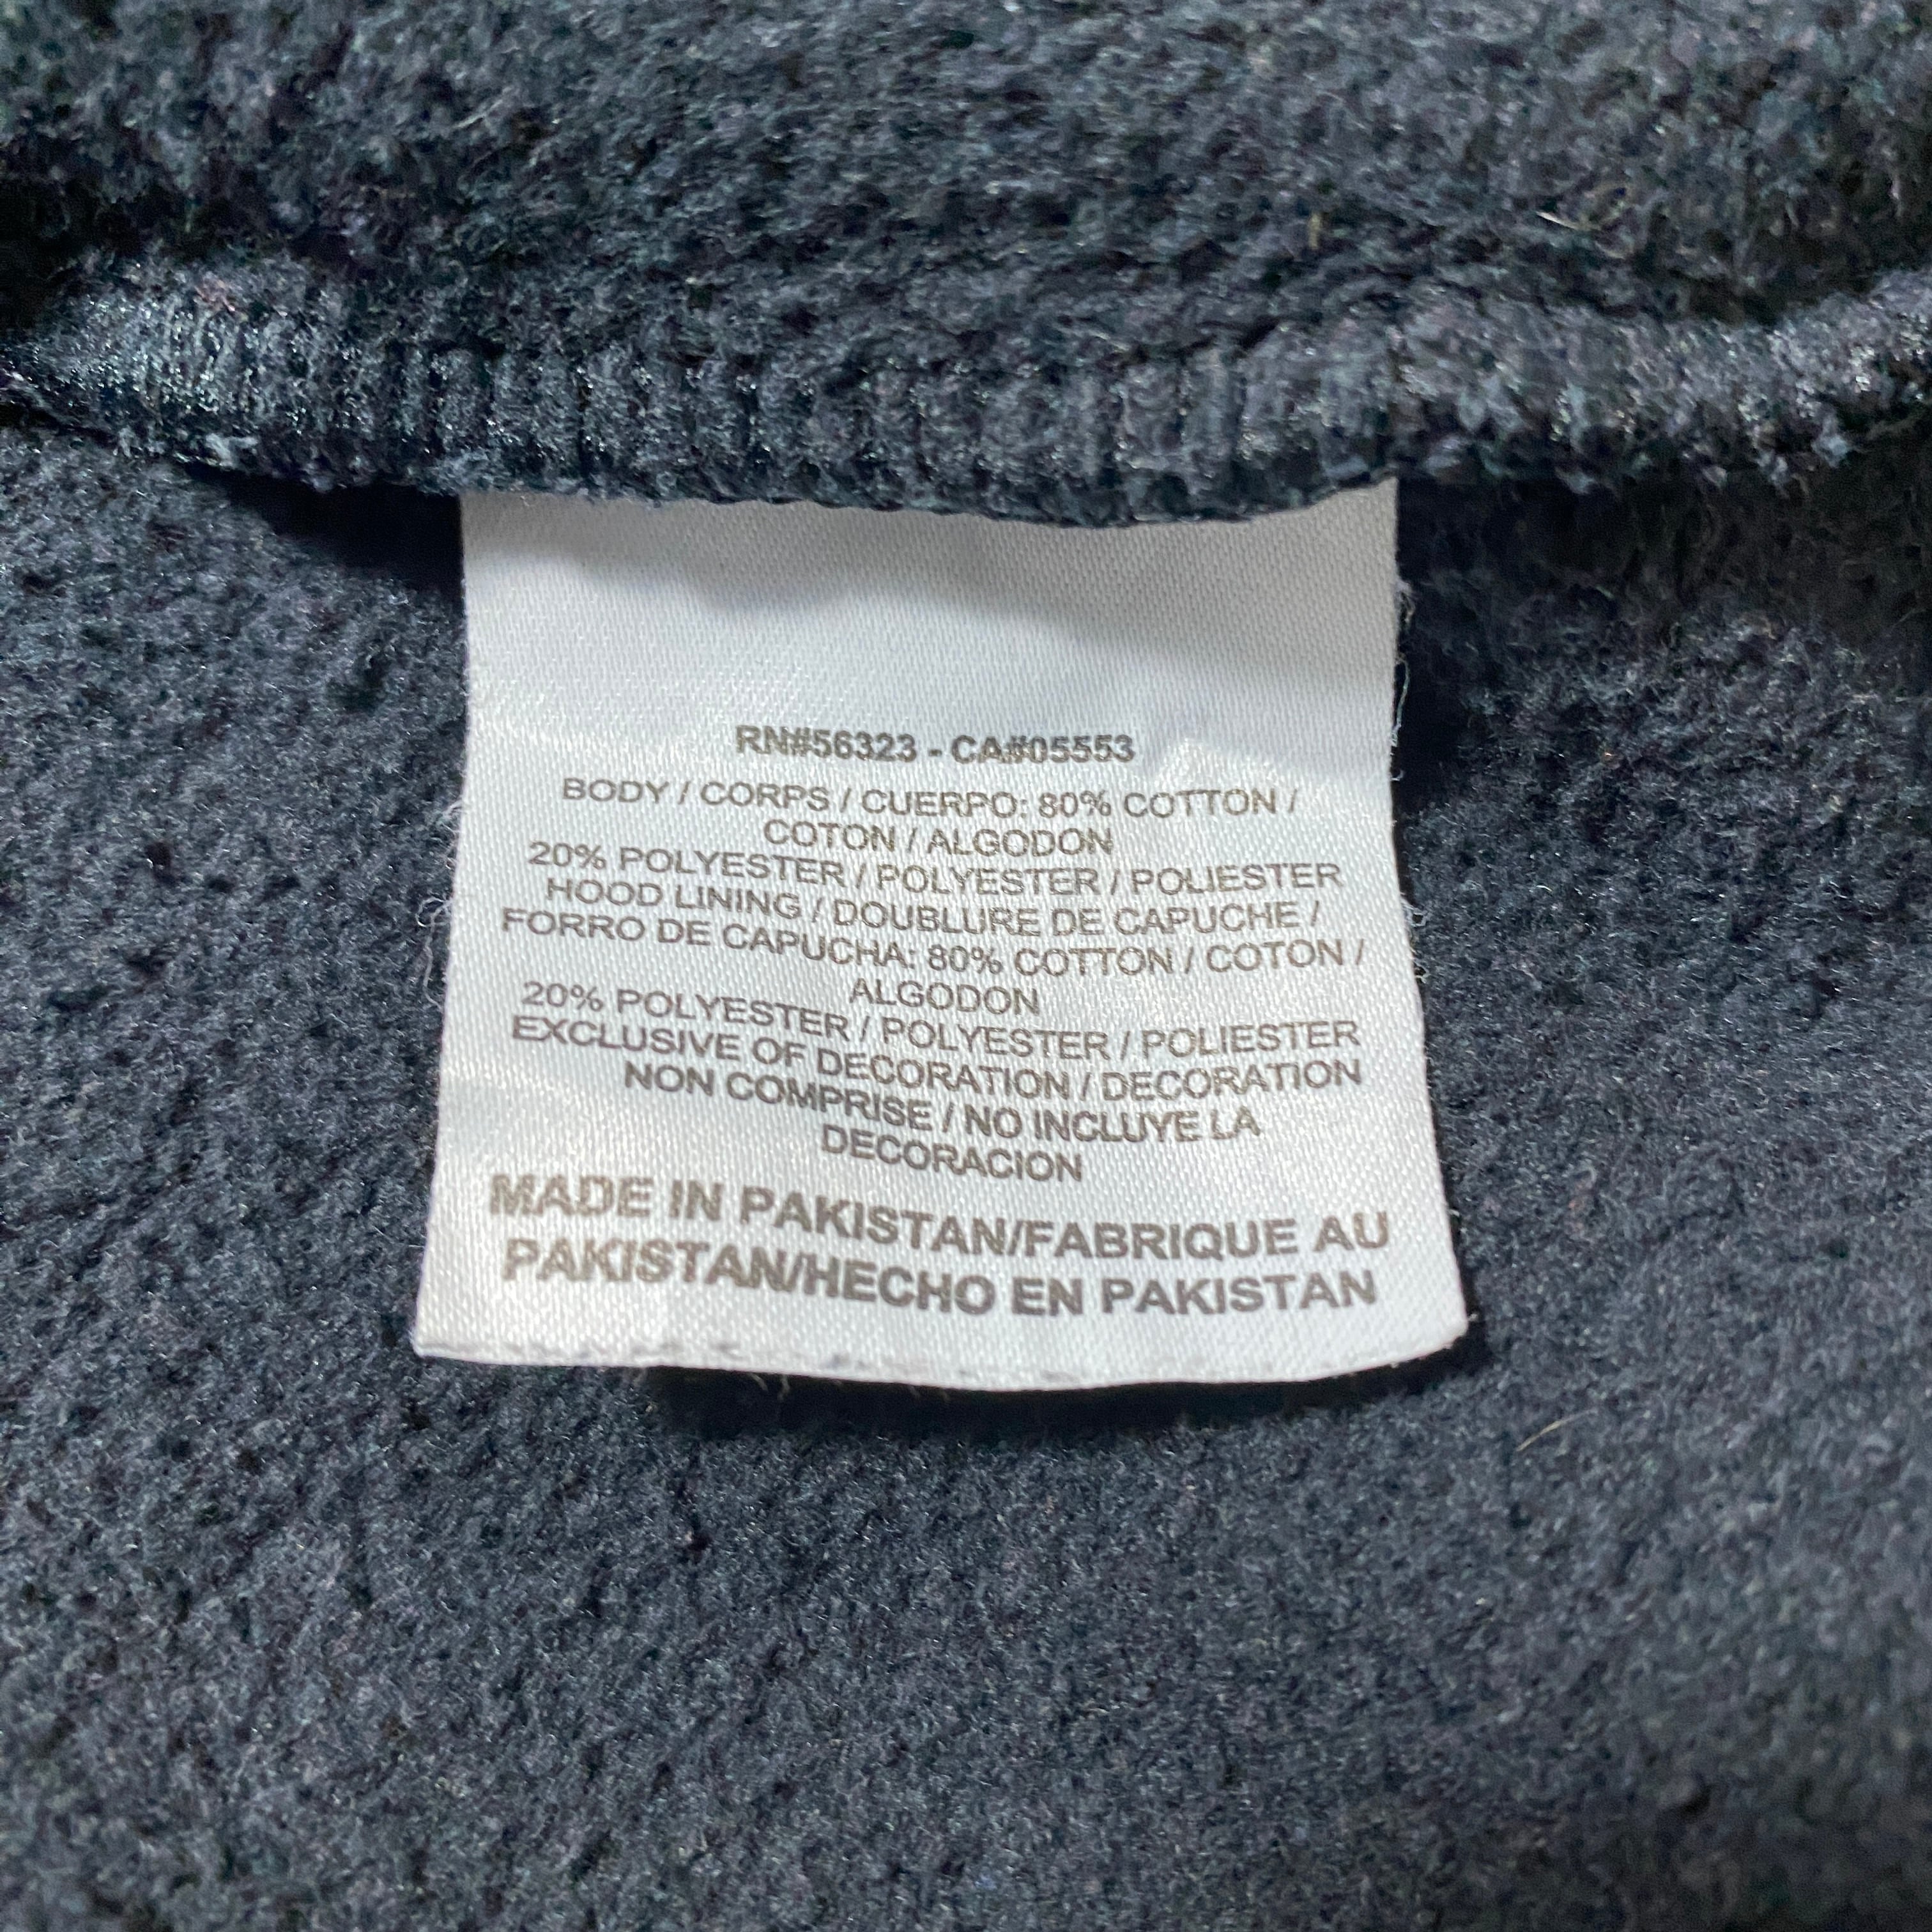 RN#56323 - CA#05553
BODY / CORPS / CUERPO: 80% COTTON /
COTON / ALGODON
20% POLYESTER / POLYESTER / POLIESTER
HOOD LINING / DOUBLURE DE CAPUCHE /
FORRO DE CAPUCHA: 80% COTTON / COTON /
ALGODON
20% POLYESTER / POLYESTER / POLIESTER
EXCLUSIVE OF DECORATION / DECORATION
NON COMPRISE / NO INCLUYE LA
DECORACION
MADE IN PAKISTAN/FABRIQUE AU
PAKISTAN/HECHO EN PAKISTAN